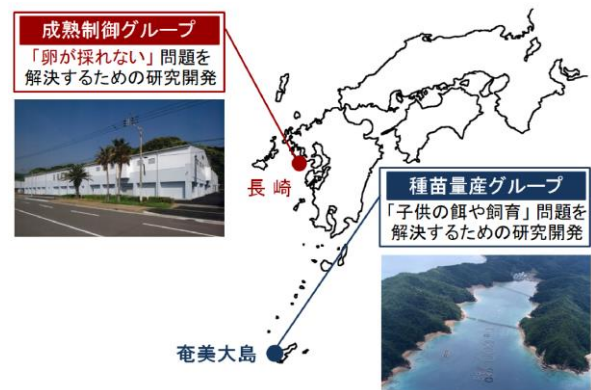 成熟制御グループ
「卵が採れない」問題を
解決するための研究開発
長崎
種苗量産グループ
「子供の餌や飼育」問題を
解決するための研究開発
奄美大島